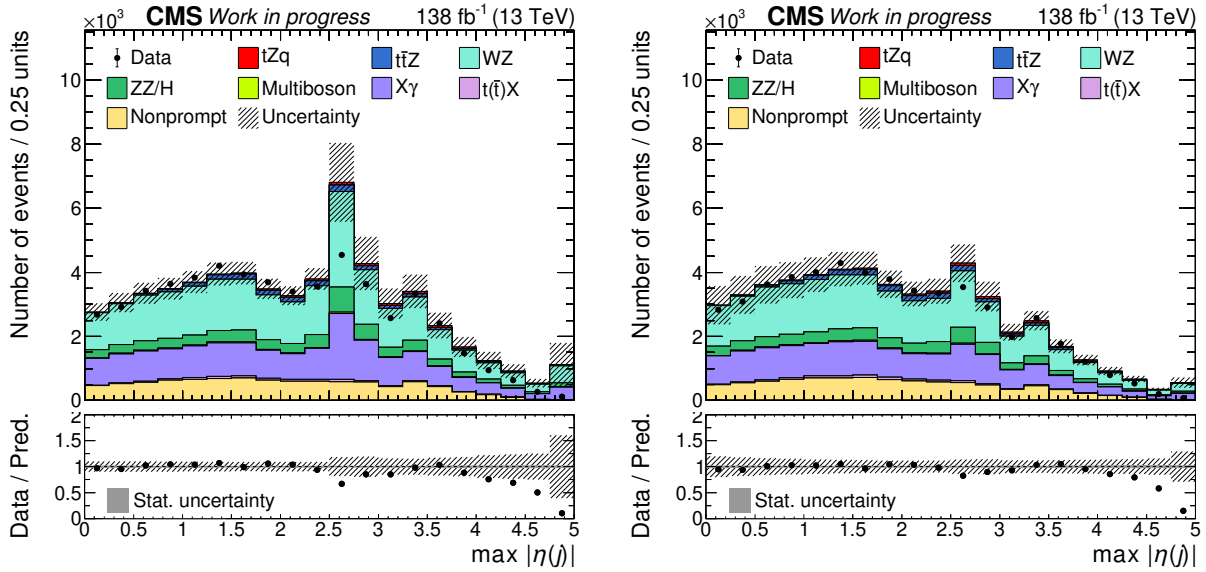 ×10³ CMS Work in progress 138 fb⁻¹ (13 TeV)
Number of events / 0.25 units
10
8
6
4
2
0
Data tZq tt̄Z WZ
ZZ/H Multiboson Xγ t(t̄)X
Nonprompt Uncertainty
Data / Pred.
2
1.5
1
0.5
0
Stat. uncertainty
0 0.5 1 1.5 2 2.5 3 3.5 4 4.5 5
max |η(j)|
×10³ CMS Work in progress 138 fb⁻¹ (13 TeV)
Number of events / 0.25 units
10
8
6
4
2
0
Data tZq tt̄Z WZ
ZZ/H Multiboson Xγ t(t̄)X
Nonprompt Uncertainty
Data / Pred.
2
1.5
1
0.5
0
Stat. uncertainty
0 0.5 1 1.5 2 2.5 3 3.5 4 4.5 5
max |η(j)|